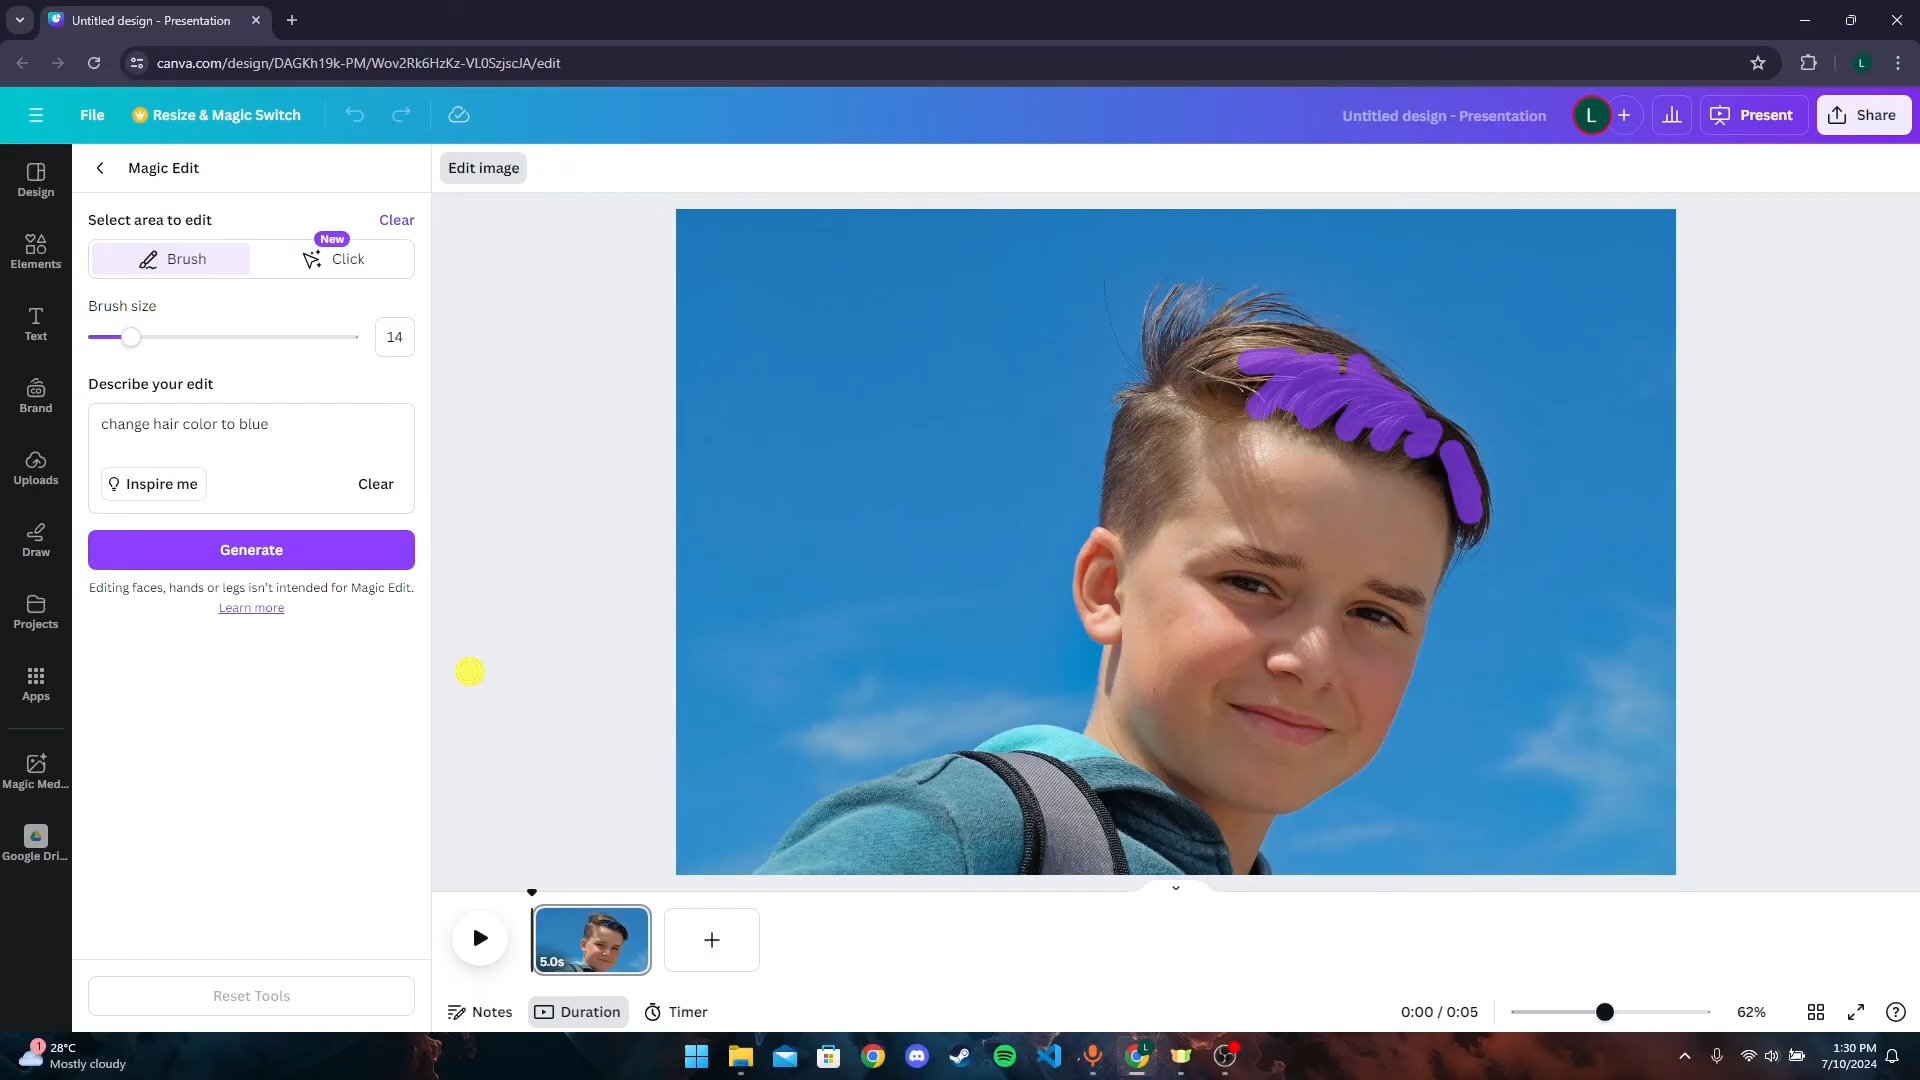 Untitled design - Presentation
canva.com/design/DAGKh19k-PM/Wov2Rk6HzKz-VL0SzjscJA/edit
L
File
Resize & Magic Switch
Untitled design - Presentation
L
Present
Share
Design
Elements
Text
Brand
Uploads
Draw
Projects
Apps
Magic Med...
Google Dri...
Magic Edit
Select area to edit
Clear
Brush
New
Click
Brush size
14
Describe your edit
change hair color to blue
Inspire me
Clear
Generate
Editing faces, hands or legs isn't intended for Magic Edit.
Learn more
Reset Tools
Edit image
5.0s
Notes
Duration
Timer
0:00 / 0:05
62%
1
28°C
Mostly cloudy
L
1:30 PM
7/10/2024